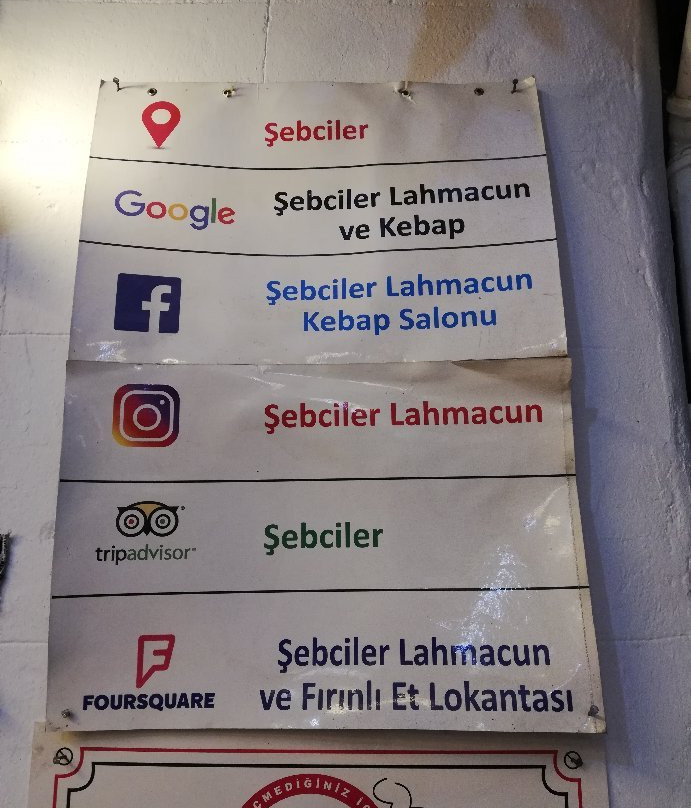 Şebciler
Google
Şebciler Lahmacun
ve Kebap
f
Şebciler Lahmacun
Kebap Salonu
Şebciler Lahmacun
tripadvisor
Şebciler
FOURSQUARE
Şebciler Lahmacun
ve Fırınlı Et Lokantası